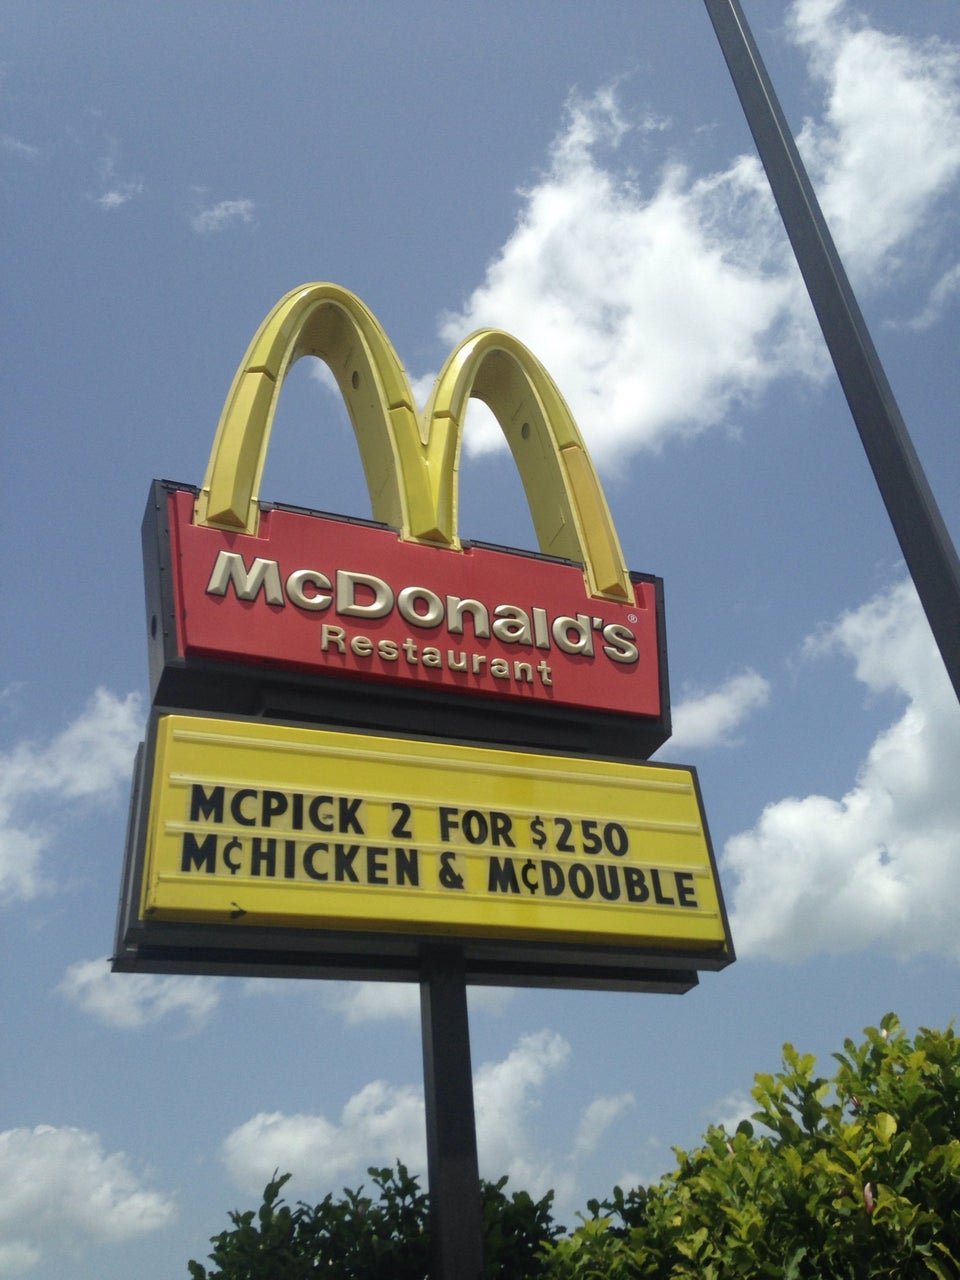 McDonald's®
Restaurant
MCPICK 2 FOR $250
M¢HICKEN & M¢DOUBLE